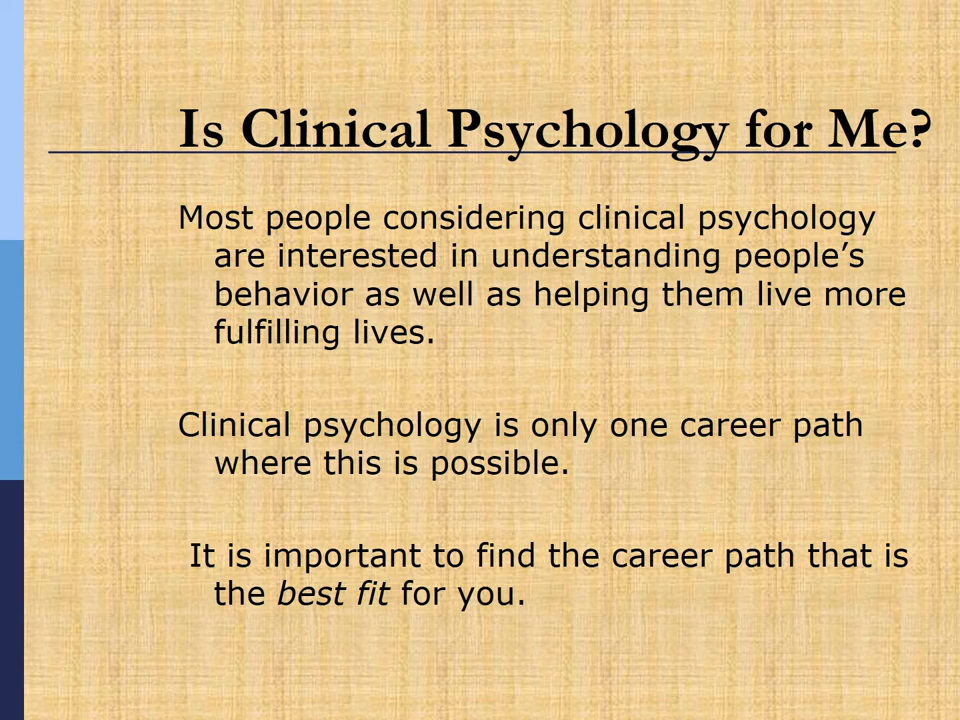 Is Clinical Psychology for Me?
Most people considering clinical psychology
are interested in understanding people’s
behavior as well as helping them live more
fulfilling lives.
Clinical psychology is only one career path
where this is possible.
It is important to find the career path that is
the best fit for you.